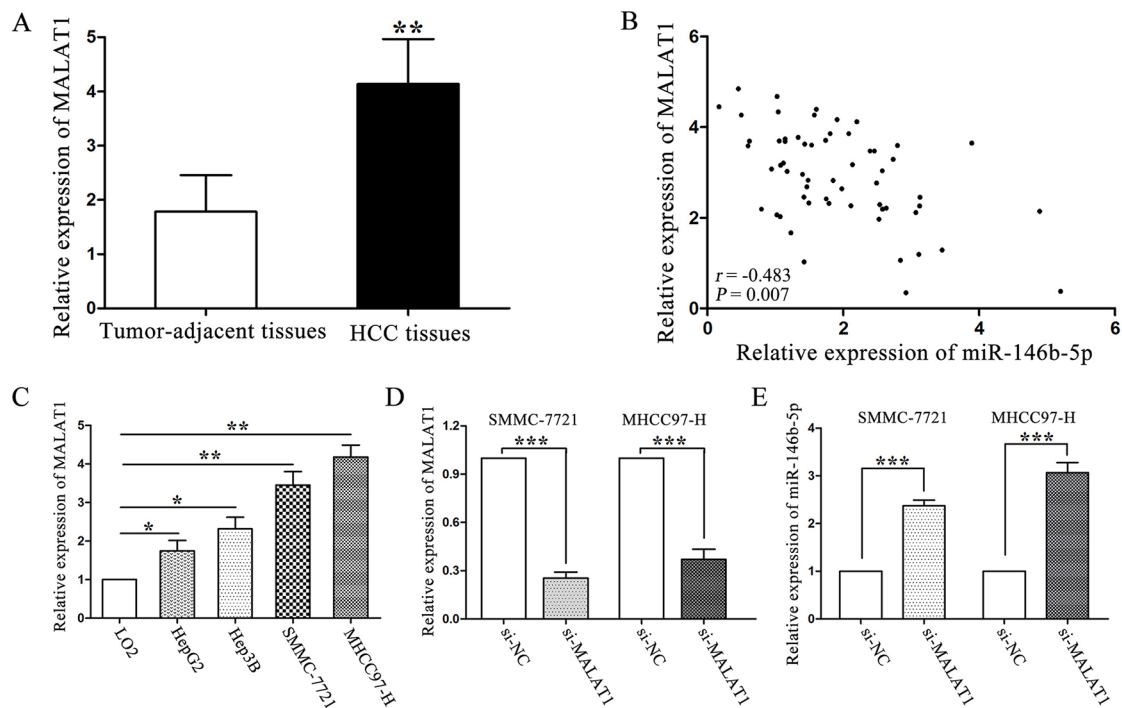 A
Relative expression of MALAT1
5
4
3
2
1
0
**
Tumor-adjacent tissues
HCC tissues
B
Relative expression of MALAT1
6
4
2
0
r = -0.483
P = 0.007
0
2
4
6
Relative expression of miR-146b-5p
C
Relative expression of MALAT1
5
4
3
2
1
0
**
**
*
*
LO2
HepG2
Hep3B
SMMC-7721
MHCC97-H
D
Relative expression of MALAT1
1.2
0.9
0.6
0.3
0.0
SMMC-7721
MHCC97-H
***
***
si-NC
si-MALAT1
si-NC
si-MALAT1
E
Relative expression of miR-146b-5p
4
3
2
1
0
SMMC-7721
MHCC97-H
***
***
si-NC
si-MALAT1
si-NC
si-MALAT1